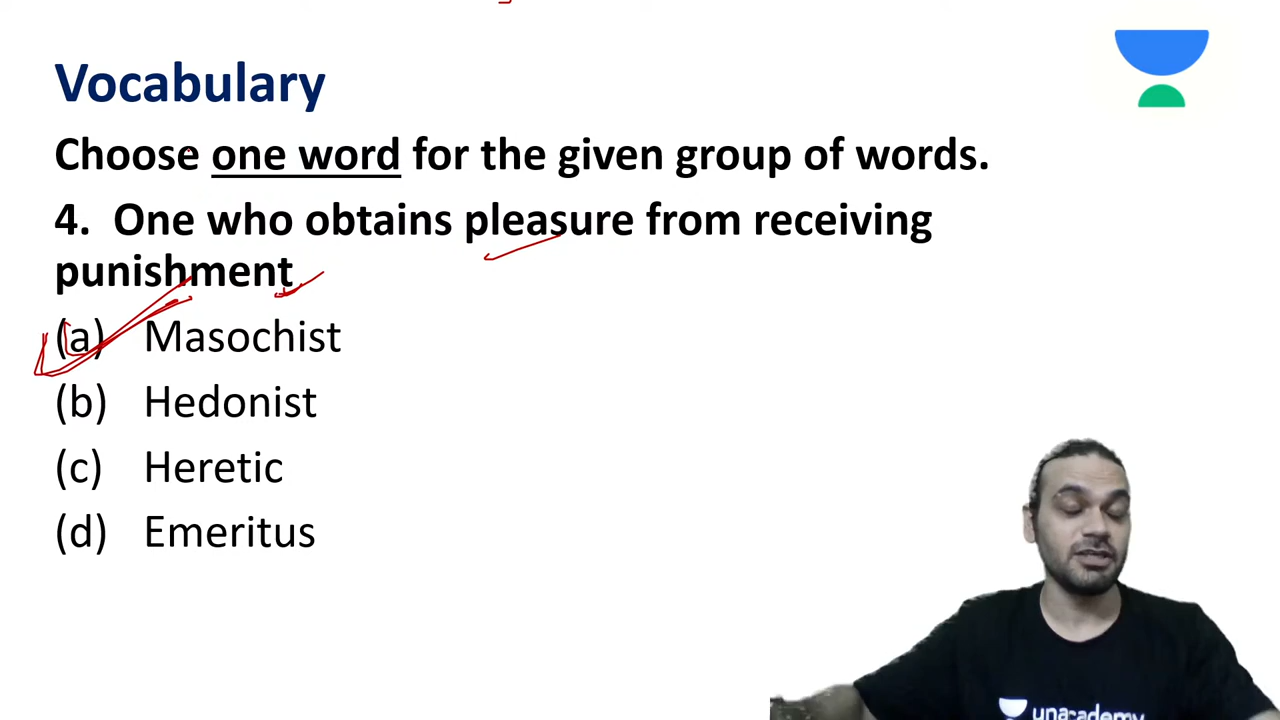 Vocabulary
Choose one word for the given group of words.
4. One who obtains pleasure from receiving
punishment
(a) Masochist
(b) Hedonist
(c) Heretic
(d) Emeritus
unacademy